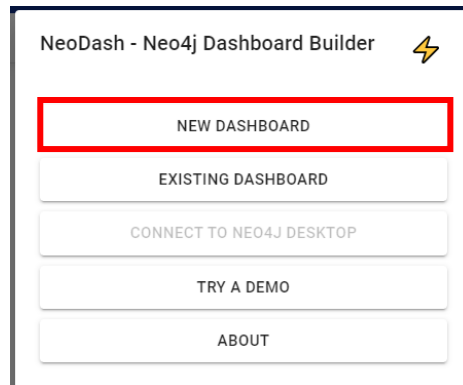 NeoDash - Neo4j Dashboard Builder
NEW DASHBOARD
EXISTING DASHBOARD
CONNECT TO NEO4J DESKTOP
TRY A DEMO
ABOUT